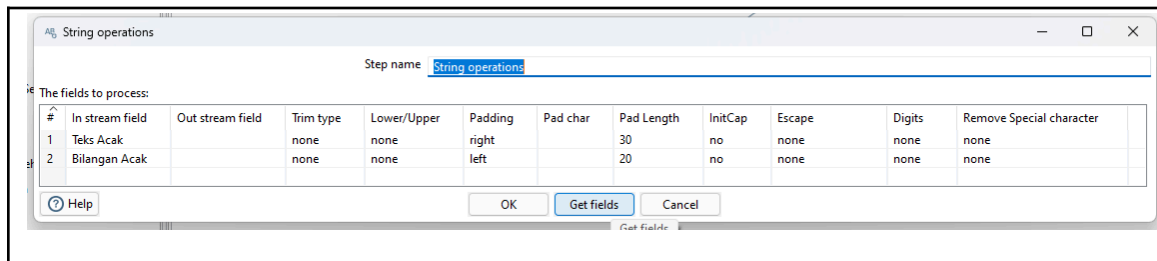 String operations
Step name String operations
The fields to process:
# In stream field Out stream field Trim type Lower/Upper Padding Pad char Pad Length InitCap Escape Digits Remove Special character
1 Teks Acak none none right 30 no none none none
2 Bilangan Acak none none left 20 no none none none
Help OK Get fields Cancel
Get fields